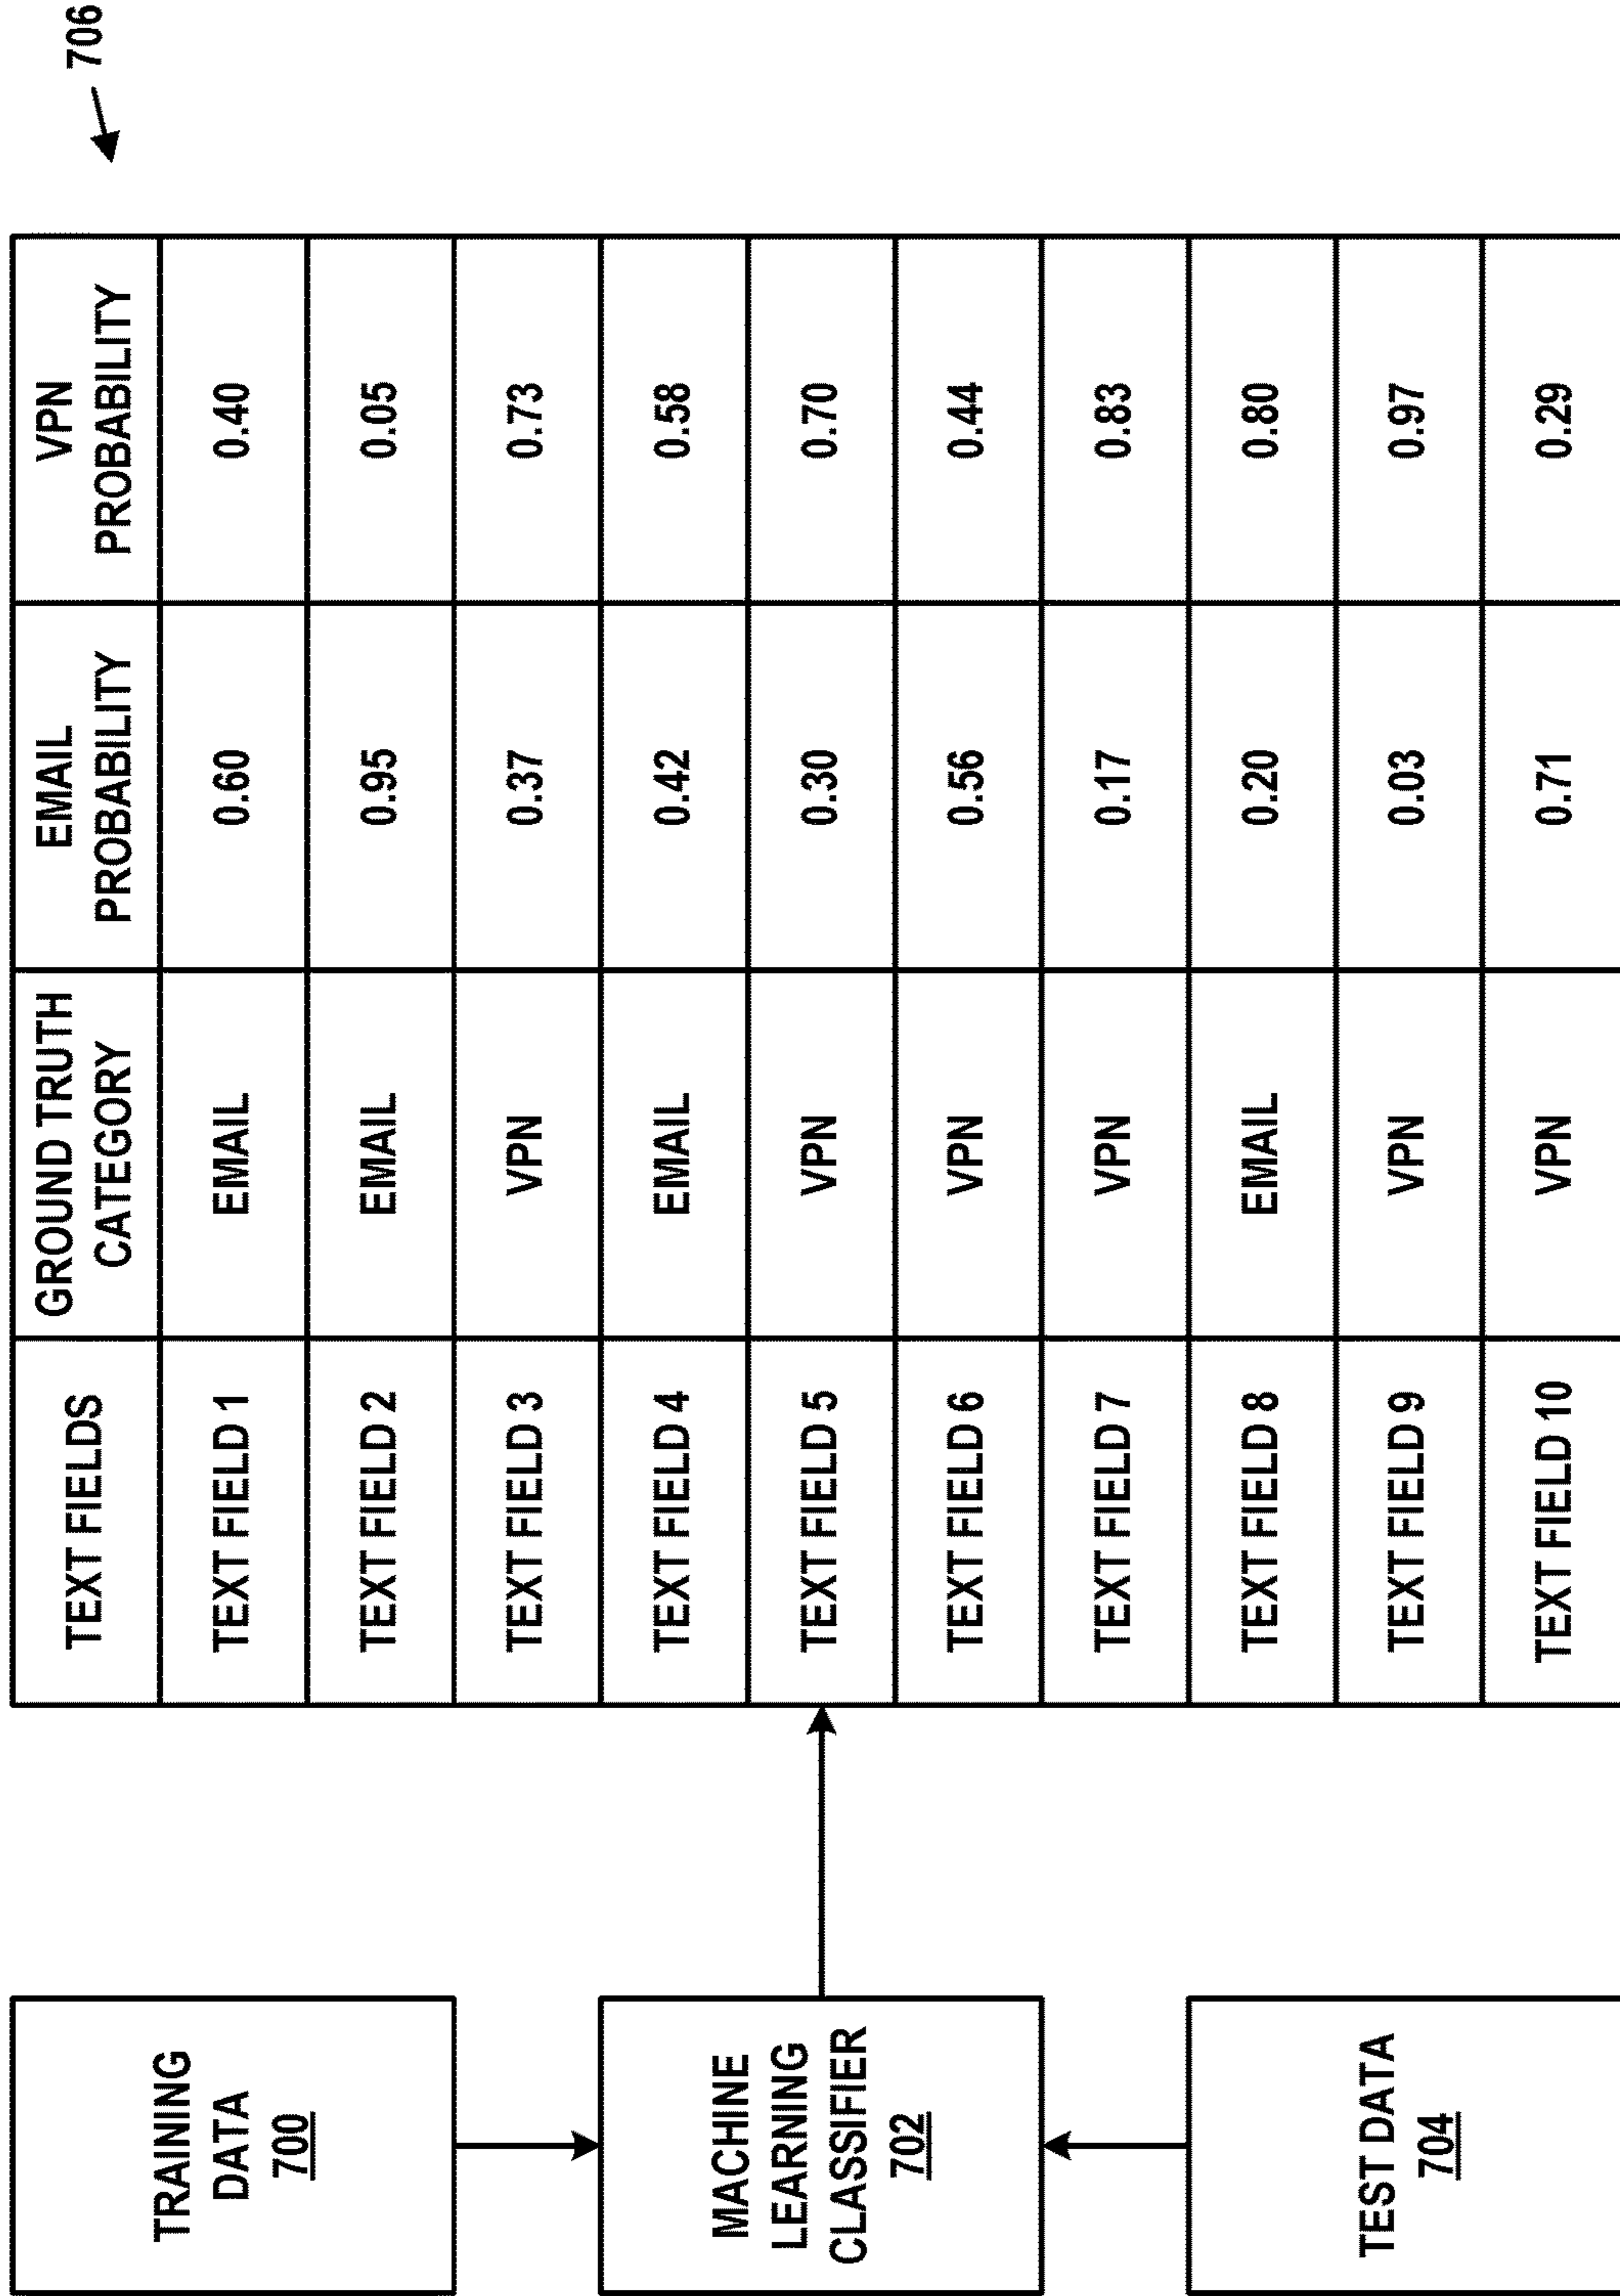 TRAINING
DATA
700
MACHINE
LEARNING
CLASSIFIER
702
TEST DATA
704
706
TEXT FIELDS
GROUND TRUTH
CATEGORY
EMAIL
PROBABILITY
VPN
PROBABILITY
TEXT FIELD 1
EMAIL
0.60
0.40
TEXT FIELD 2
EMAIL
0.95
0.05
TEXT FIELD 3
VPN
0.37
0.73
TEXT FIELD 4
EMAIL
0.42
0.58
TEXT FIELD 5
VPN
0.30
0.70
TEXT FIELD 6
VPN
0.56
0.44
TEXT FIELD 7
VPN
0.17
0.83
TEXT FIELD 8
EMAIL
0.20
0.80
TEXT FIELD 9
VPN
0.03
0.97
TEXT FIELD 10
VPN
0.71
0.29